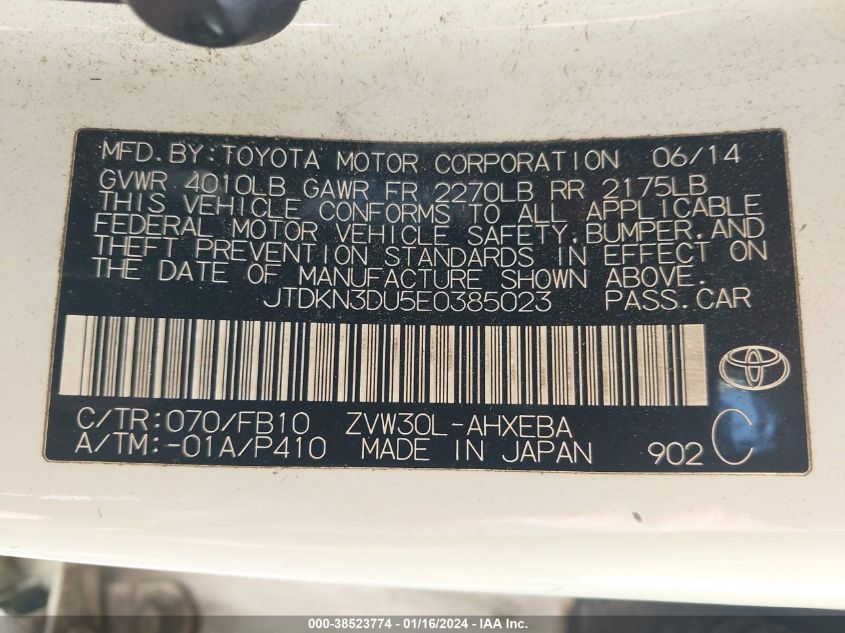 MFD. BY: TOYOTA MOTOR CORPORATION 06/14
GVWR 4010LB GAWR FR 2270LB RR 2175LB
THIS VEHICLE CONFORMS TO ALL APPLICABLE
FEDERAL MOTOR VEHICLE SAFETY, BUMPER, AND
THEFT PREVENTION STANDARDS IN EFFECT ON
THE DATE OF MANUFACTURE SHOWN ABOVE.
JTDKN3DU5E0385023 PASS. CAR
C/TR: 070/FB10 ZVW30L-AHXEBA
A/TM: -01A/P410 MADE IN JAPAN 902 C
000-38523774 - 01/16/2024 - IAA Inc.